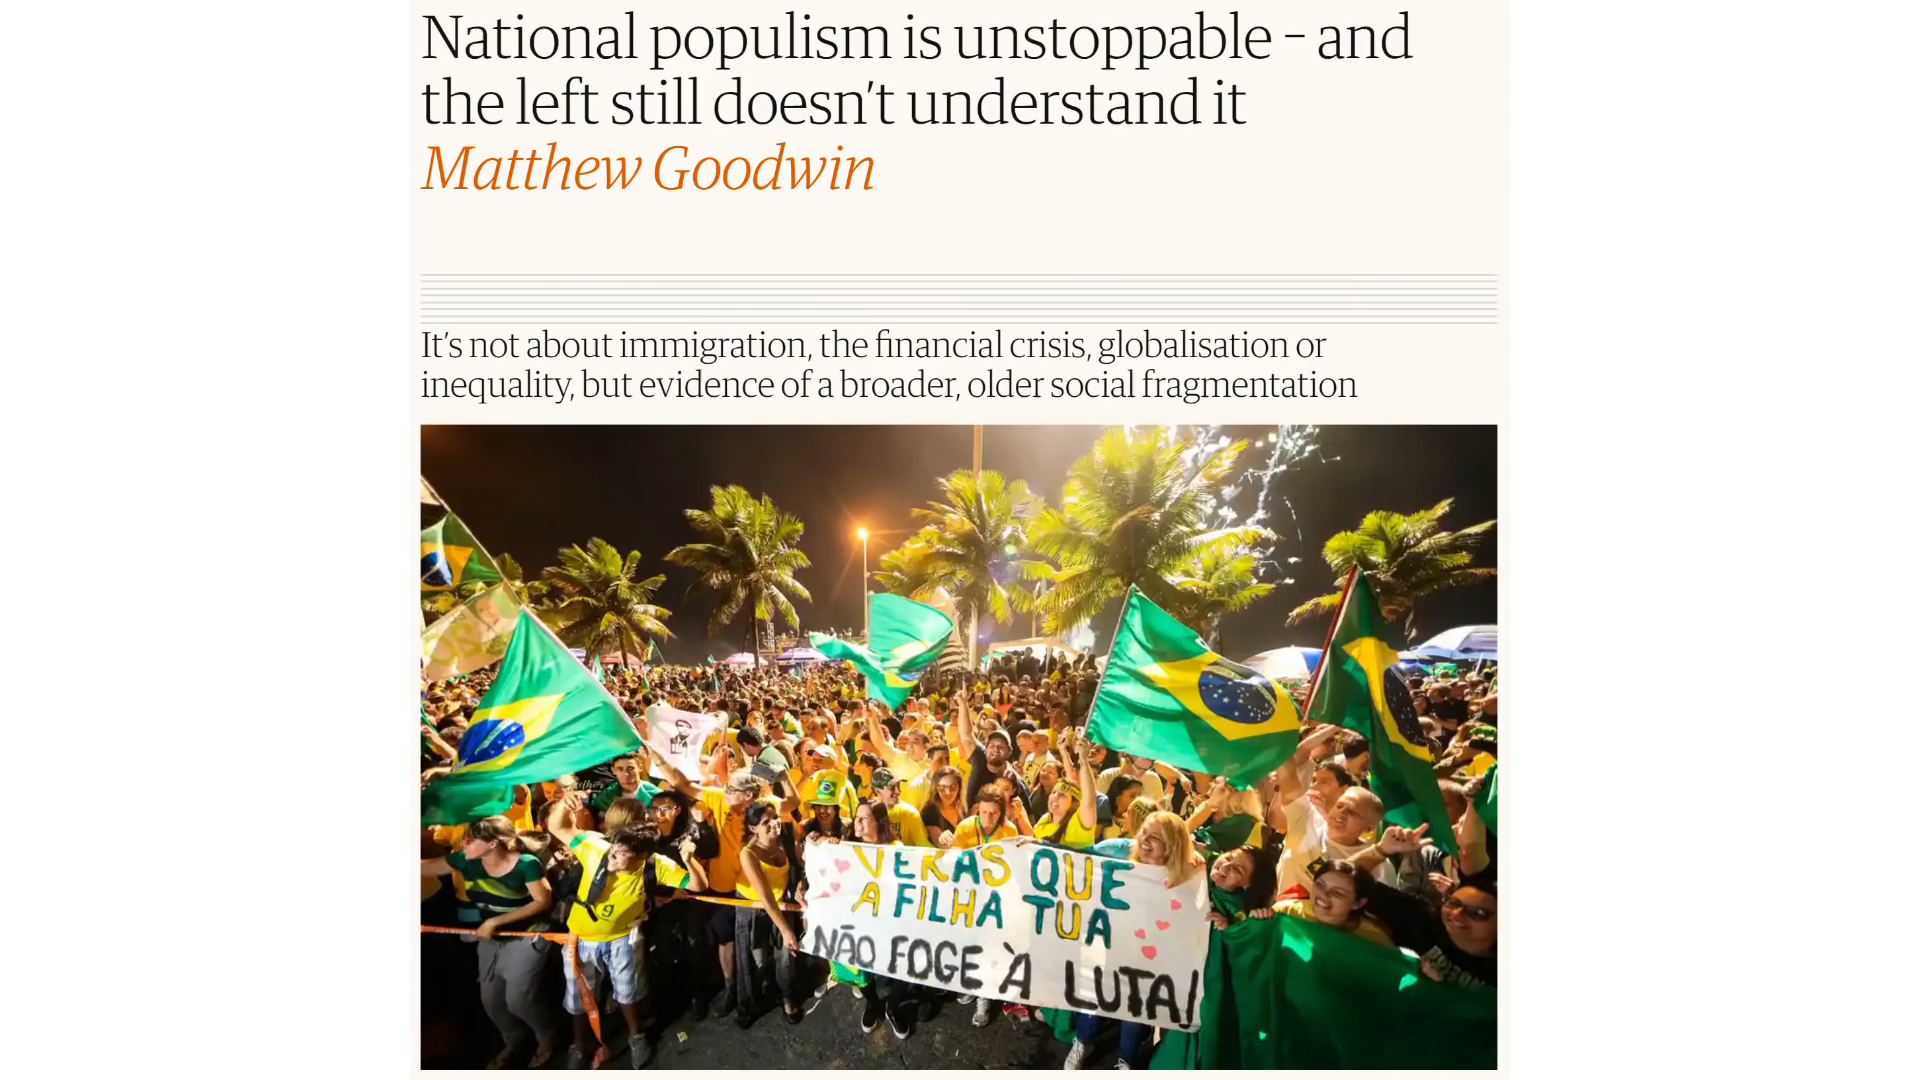 National populism is unstoppable – and
the left still doesn’t understand it
Matthew Goodwin
It’s not about immigration, the financial crisis, globalisation or
inequality, but evidence of a broader, older social fragmentation
VERAS QUE
A FILHA TUA
NÃO FOGE À LUTA!
9